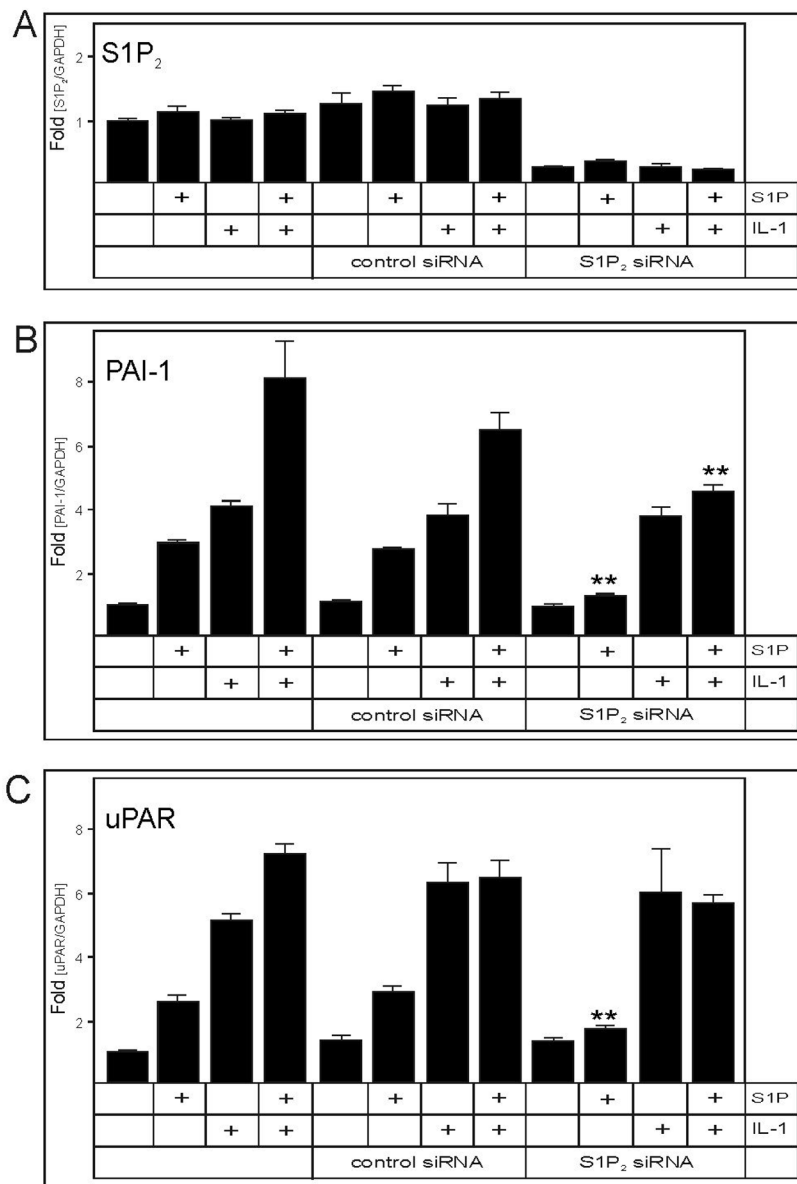 A
S1P₂
Fold [S1P₂/GAPDH]
2
1
+ + + + + + S1P
+ + + + + + IL-1
control siRNA S1P₂ siRNA
B
PAI-1
Fold [PAI-1/GAPDH]
8
6
4
2
**
**
+ + + + + + S1P
+ + + + + + IL-1
control siRNA S1P₂ siRNA
C
uPAR
Fold [uPAR/GAPDH]
8
6
4
2
**
+ + + + + + S1P
+ + + + + + IL-1
control siRNA S1P₂ siRNA